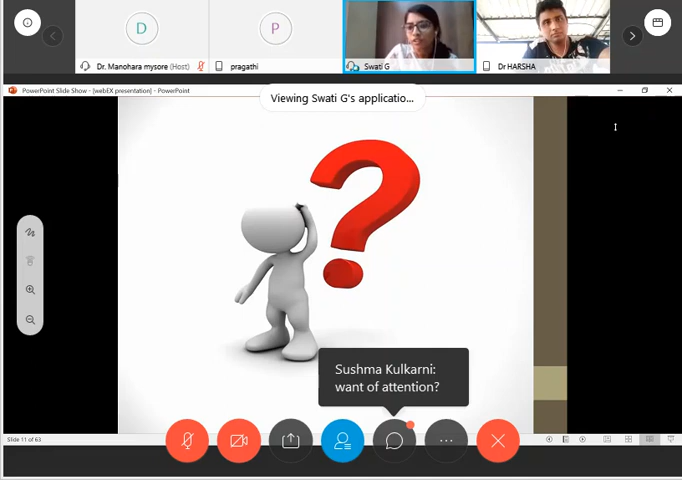 D
P
Dr. Manohara mysore (Host)
pragathi
Swati G
Dr HARSHA
PowerPoint Slide Show - [webEX presentation] - PowerPoint
Viewing Swati G's applicatio...
?
Sushma Kulkarni:
want of attention?
Slide 11 of 63